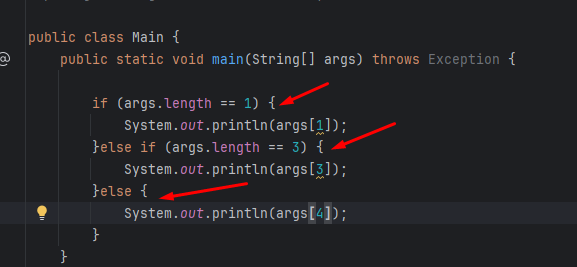 public class Main {
@
public static void main(String[] args) throws Exception {
if (args.length == 1) {
System.out.println(args[1]);
}else if (args.length == 3) {
System.out.println(args[3]);
}else {
System.out.println(args[4]);
}
}